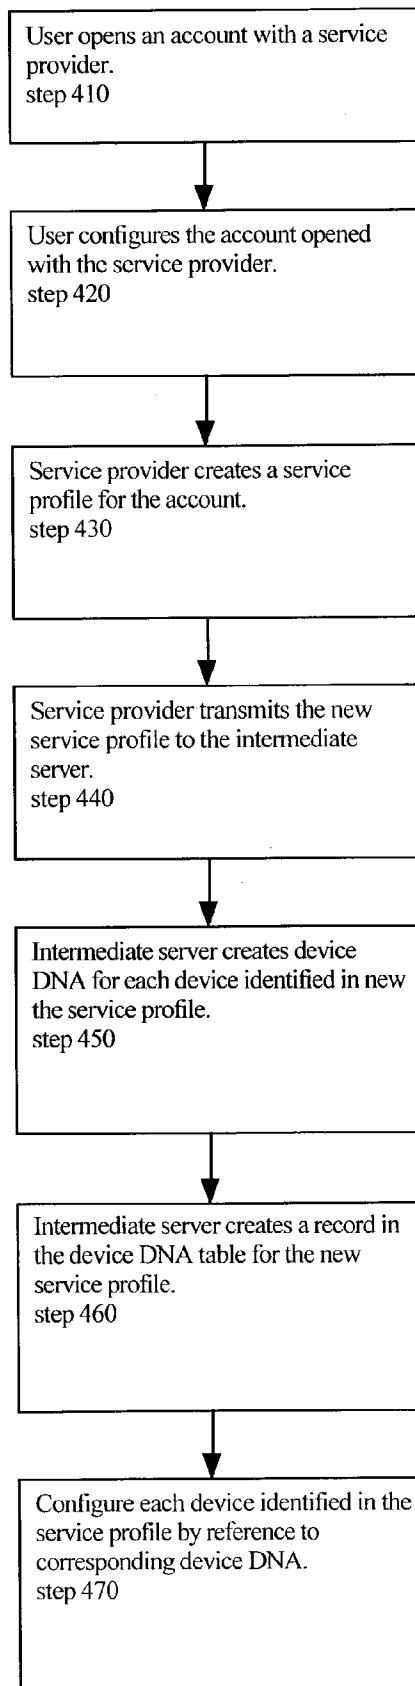 User opens an account with a service
provider.
step 410
User configures the account opened
with the service provider.
step 420
Service provider creates a service
profile for the account.
step 430
Service provider transmits the new
service profile to the intermediate
server.
step 440
Intermediate server creates device
DNA for each device identified in new
the service profile.
step 450
Intermediate server creates a record in
the device DNA table for the new
service profile.
step 460
Configure each device identified in the
service profile by reference to
corresponding device DNA.
step 470